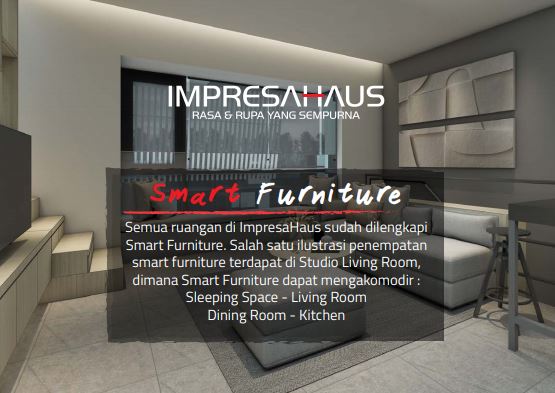 IMPRESAHAUS
RASA & RUPA YANG SEMPURNA
Smart Furniture
Semua ruangan di ImpresaHaus sudah dilengkapi
Smart Furniture. Salah satu ilustrasi penempatan
smart furniture terdapat di Studio Living Room,
dimana Smart Furniture dapat mengakomodir :
Sleeping Space - Living Room
Dining Room - Kitchen